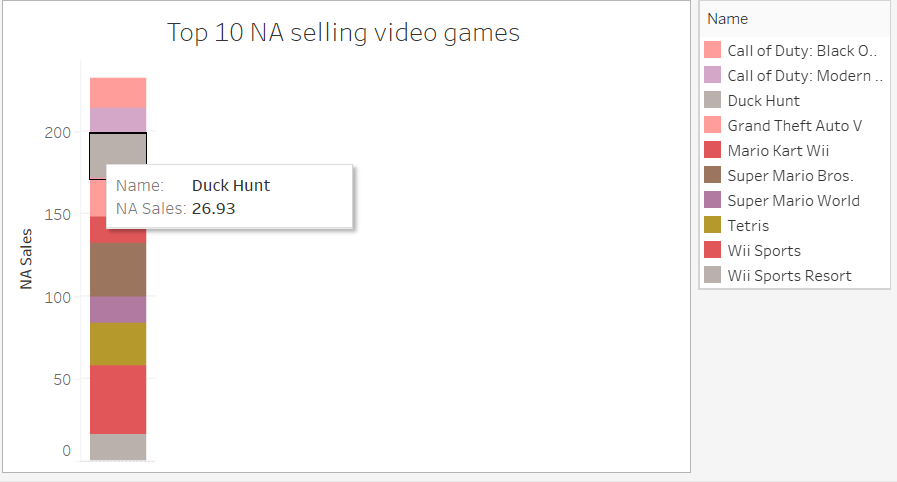 Top 10 NA selling video games
NA Sales
200
150
100
50
0
Name: Duck Hunt
NA Sales: 26.93
Name
Call of Duty: Black O..
Call of Duty: Modern ..
Duck Hunt
Grand Theft Auto V
Mario Kart Wii
Super Mario Bros.
Super Mario World
Tetris
Wii Sports
Wii Sports Resort